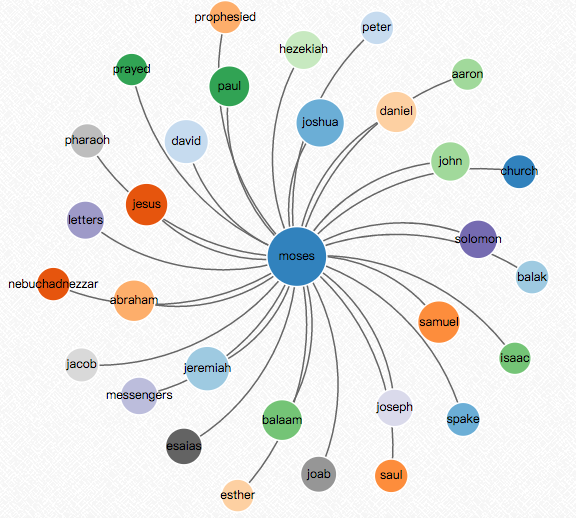 prophesied
peter
hezekiah
prayed
aaron
paul
daniel
joshua
pharaoh
david
john
church
jesus
letters
solomon
moses
balak
nebuchadnezzar
abraham
samuel
isaac
jacob
jeremiah
messengers
joseph
balaam
spake
esaias
joab
saul
esther